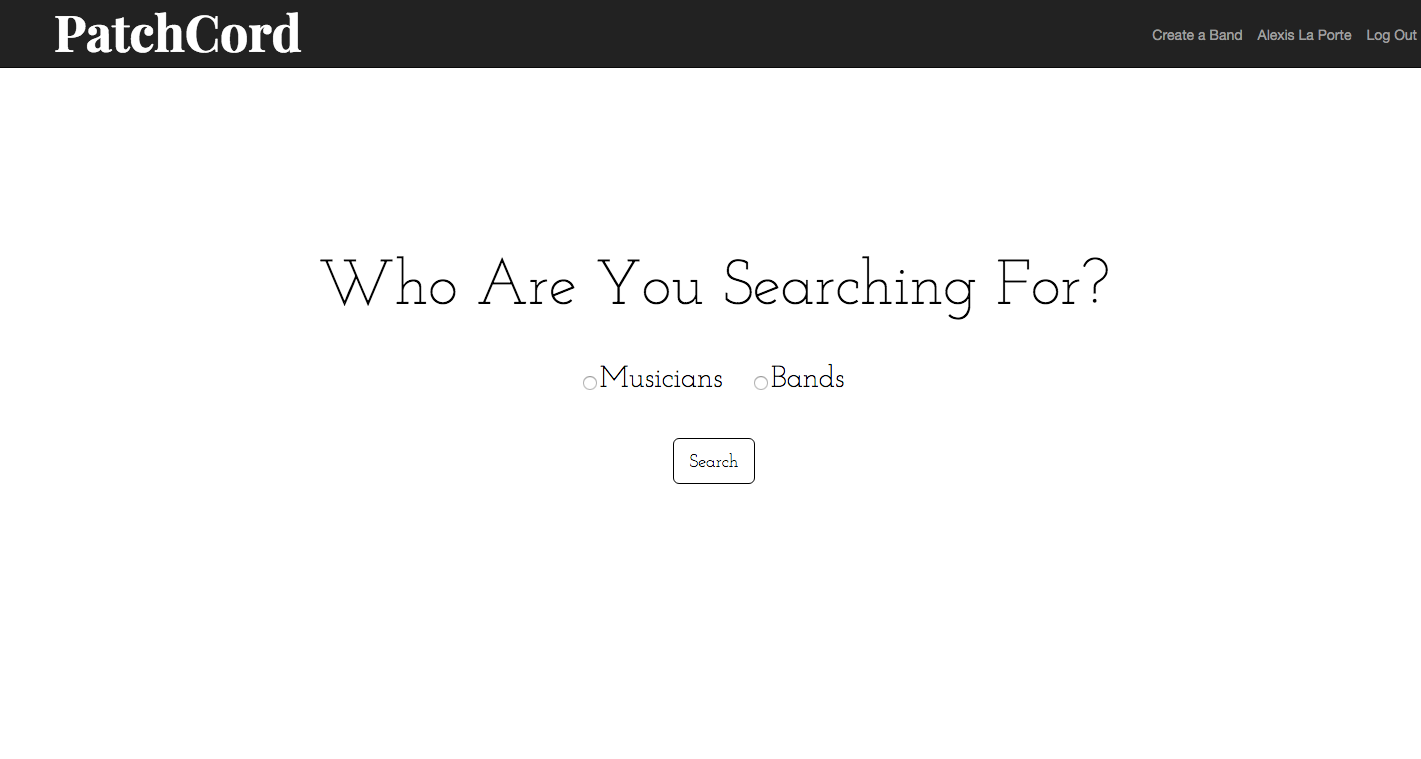 PatchCord
Create a Band Alexis La Porte Log Out
Who Are You Searching For?
Musicians Bands
Search